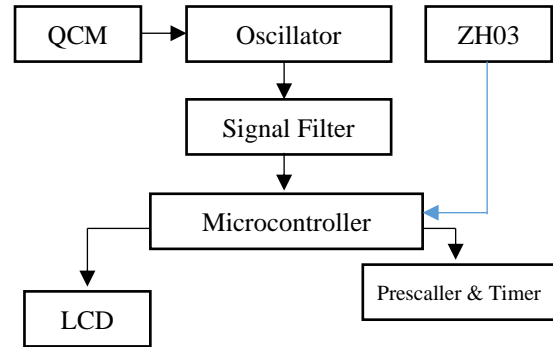 QCM
Oscillator
ZH03
Signal Filter
Microcontroller
LCD
Prescaller & Timer